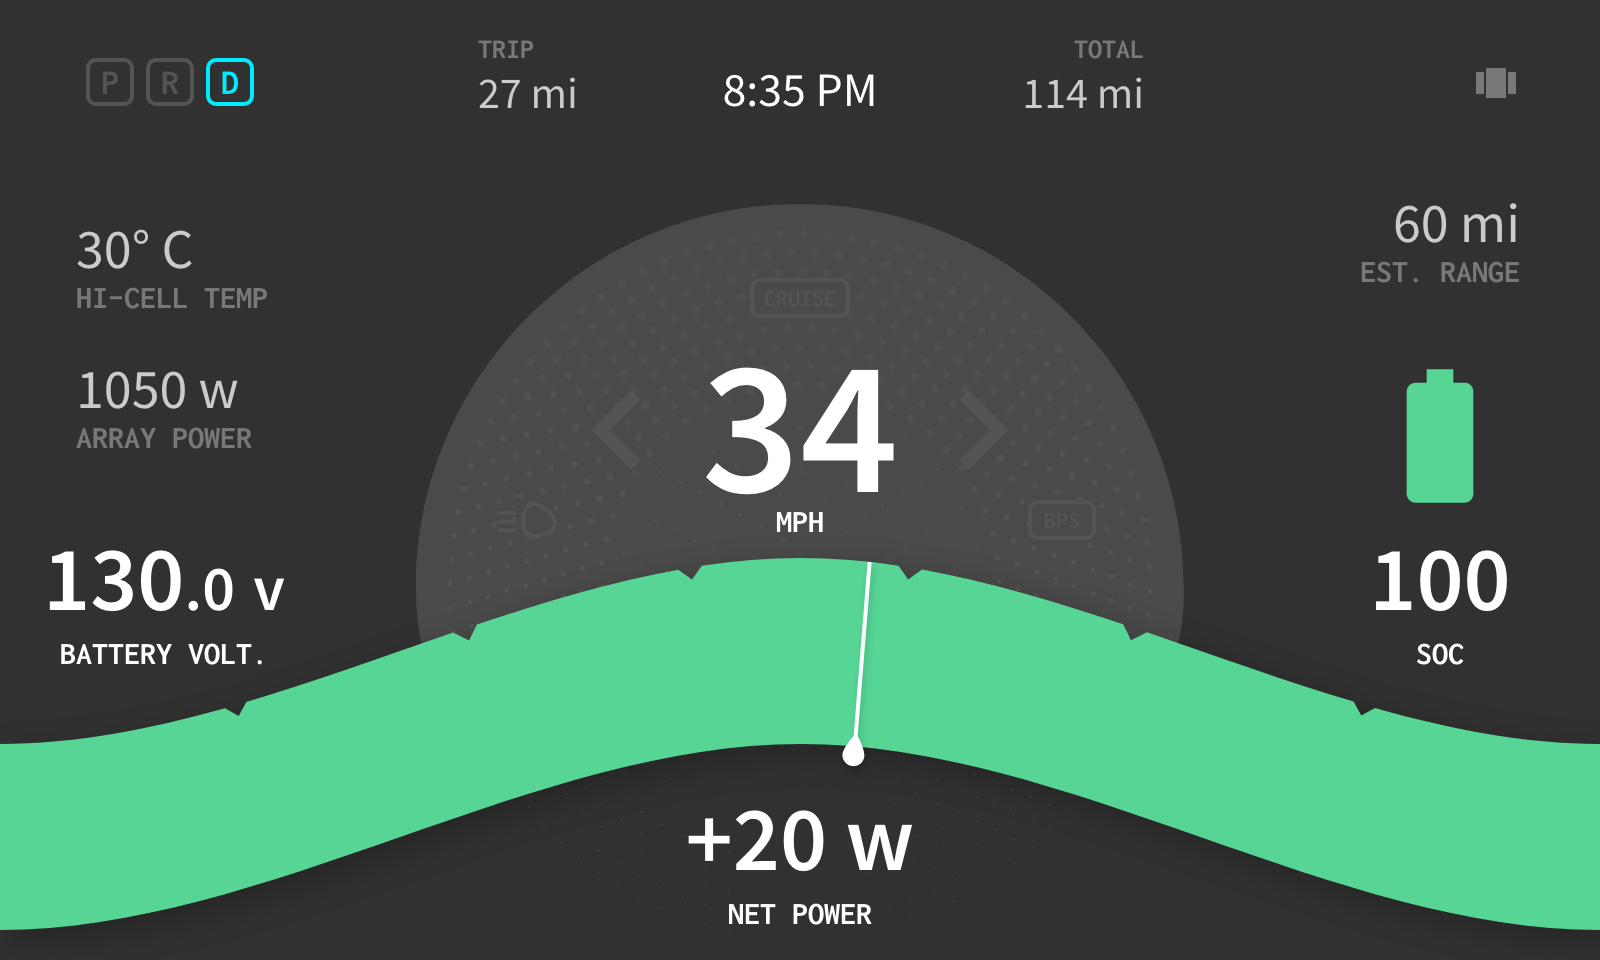 P R D
TRIP
27 mi
8:35 PM
TOTAL
114 mi
30° C
HI-CELL TEMP
1050 w
ARRAY POWER
130.0 v
BATTERY VOLT.
CRUISE
34
MPH
BPS
60 mi
EST. RANGE
100
SOC
+20 w
NET POWER